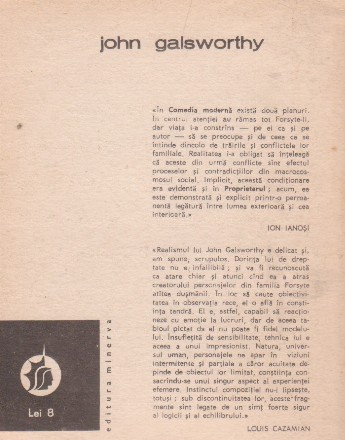 john galsworthy
«În Comedia modernă există două planuri.
În centrul atenției au rămas tot Forsyte-ii,
dar viața i-a constrîns — pe ei ca și pe
autor — să se preocupe și de ceea ce se
întinde dincolo de trăirile și conflictele lor
familiale. Realitatea i-a obligat să înțeleagă
că aceste din urmă conflicte sînt efectul
proceselor și contradicțiilor din macrocos-
mosul social. Implicit, această condiționare
era evidentă și în Proprietarul; acum, ea
este demonstrată și explicit printr-o perma-
nentă legătură între lumea exterioară și cea
interioară.»
ION IANOȘI
«Realismul lui John Galsworthy e delicat și,
am spune, scrupulos. Dorința lui de drep-
tate nu e infailibilă; și va fi recunoscută
ca atare chiar și atunci cînd ea a atras
creatorului personajelor din familia Forsyte
atîtea dușmănii. În loc să caute obiectivi-
tatea în observația rece, el o află în consti-
ința tandră. El e, astfel, capabil să reacțio-
neze cu emoție la lucruri, dar de aceea ta-
bloul pictat de el nu poate fi fidel modelu-
lui. Însuflețită de sensibilitate, tehnica lui e
aceea a unui impresionist. Natura, univer-
sul uman, personajele ne apar în viziuni
intermitente și parțiale a căror acuitate de-
pinde de obiectul lor limitat, conștiința con-
sacrîndu-se unui singur aspect al experienței
efemere. Instinctul compoziției nu-i lipsește,
totuși; sub discontinuitatea lor, aceste frag-
mente sînt legate de un simț foarte sigur
al logicii și al echilibrului.»
LOUIS CAZAMIAN
editura minerva
Lei 8